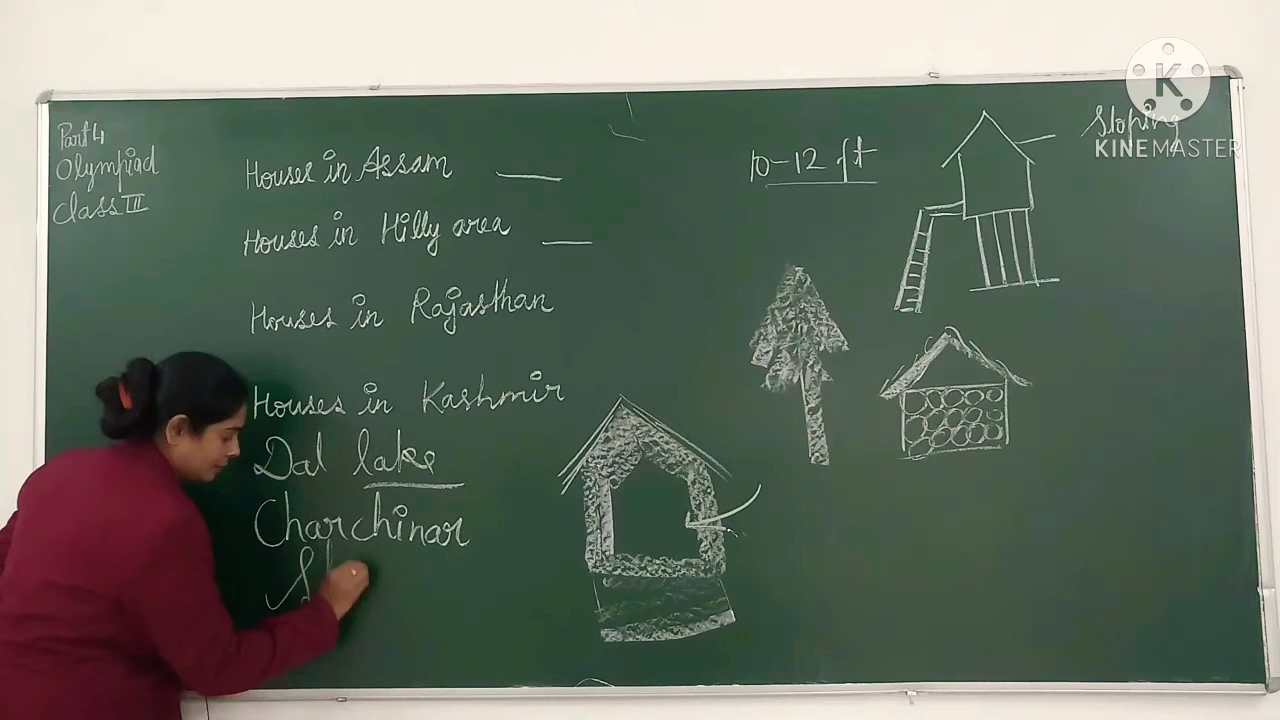 Part 4
Olympiad
Class III
Houses in Assam
Houses in Hilly area
Houses in Rajasthan
Houses in Kashmir
Dal lake
Charchinar
10-12 ft
Sloping
K
KINEMASTER